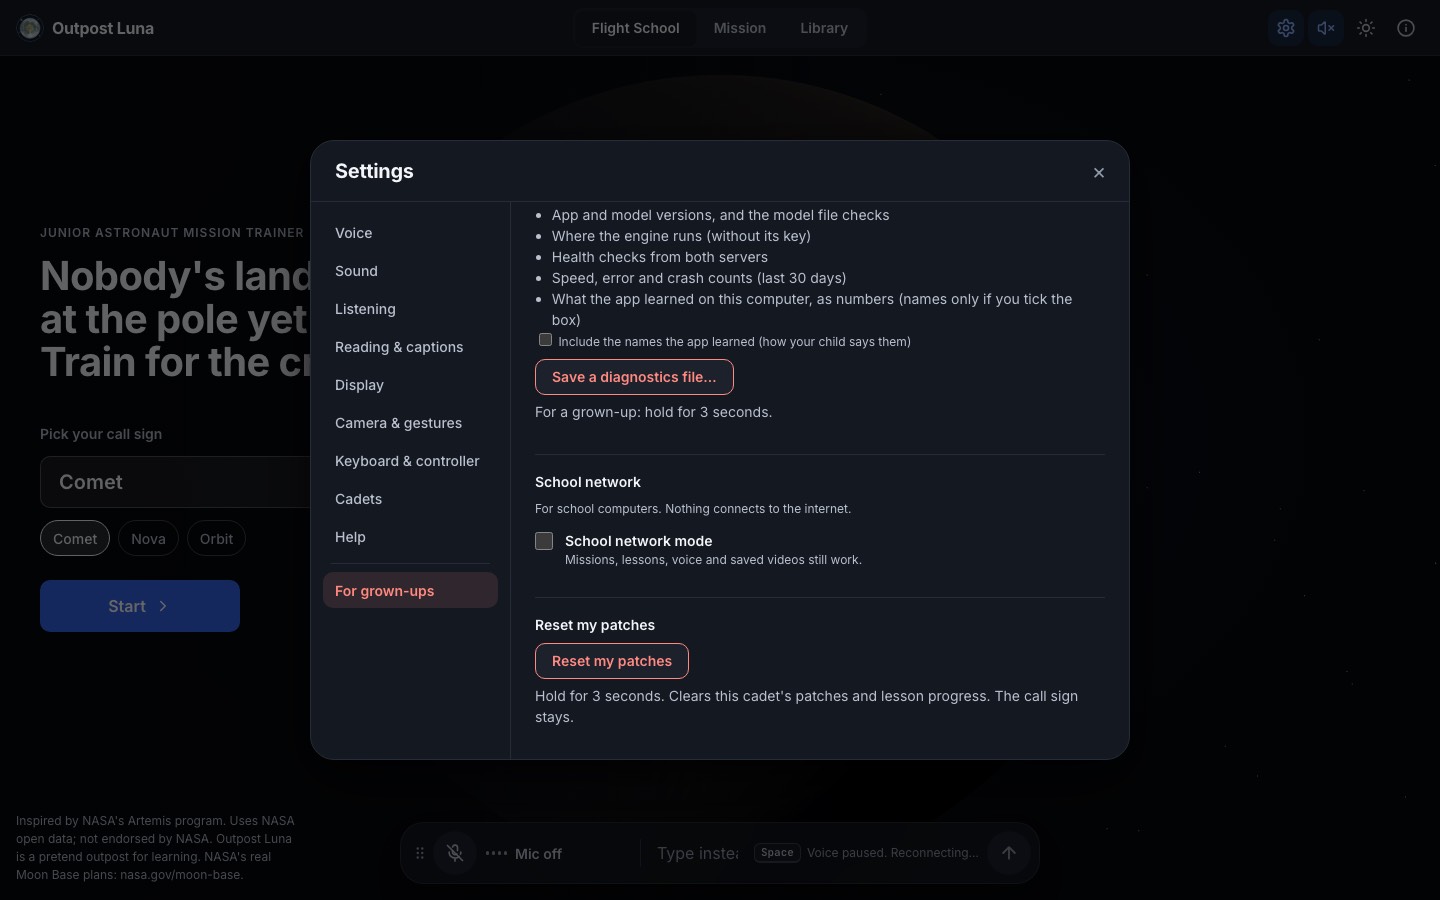 Outpost Luna
Flight School
Mission
Library
JUNIOR ASTRONAUT MISSION TRAINER
Nobody's land
at the pole yet
Train for the cr
Pick your call sign
Comet
Comet
Nova
Orbit
Start
Settings
Voice
Sound
Listening
Reading & captions
Display
Camera & gestures
Keyboard & controller
Cadets
Help
For grown-ups
• App and model versions, and the model file checks
• Where the engine runs (without its key)
• Health checks from both servers
• Speed, error and crash counts (last 30 days)
• What the app learned on this computer, as numbers (names only if you tick the
box)
Include the names the app learned (how your child says them)
Save a diagnostics file...
For a grown-up: hold for 3 seconds.
School network
For school computers. Nothing connects to the internet.
School network mode
Missions, lessons, voice and saved videos still work.
Reset my patches
Reset my patches
Hold for 3 seconds. Clears this cadet's patches and lesson progress. The call sign
stays.
Inspired by NASA's Artemis program. Uses NASA
open data; not endorsed by NASA. Outpost Luna
is a pretend outpost for learning. NASA's real
Moon Base plans: nasa.gov/moon-base.
Mic off
Type instea
Space
Voice paused. Reconnecting...